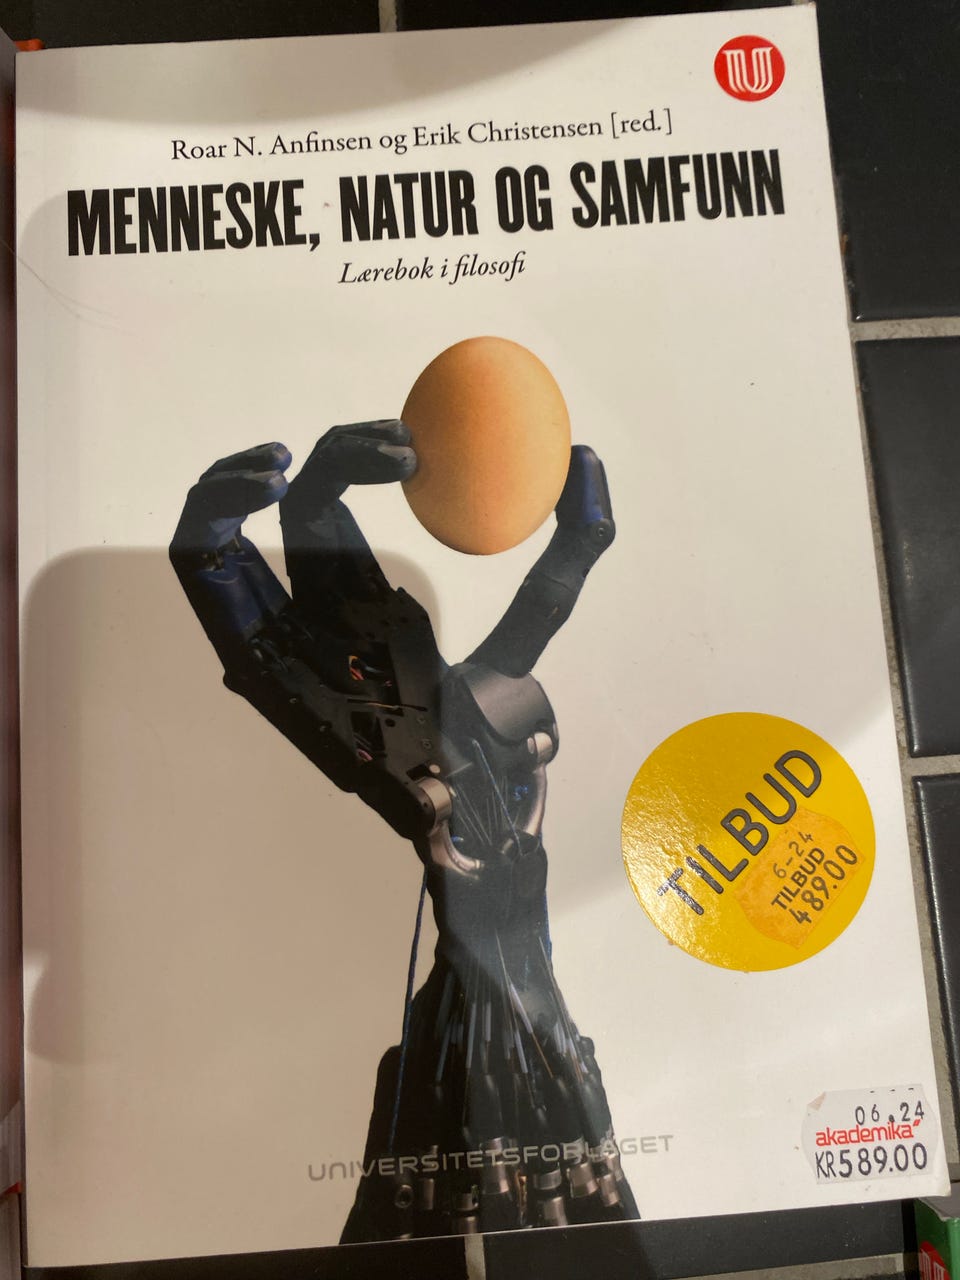 U
Roar N. Anfinsen og Erik Christensen [red.]
MENNESKE, NATUR OG SAMFUNN
Lærebok i filosofi
TILBUD
6-24
TILBUD
489.00
06.24
akademika
KR589.00
UNIVERSITETSFORLAGET